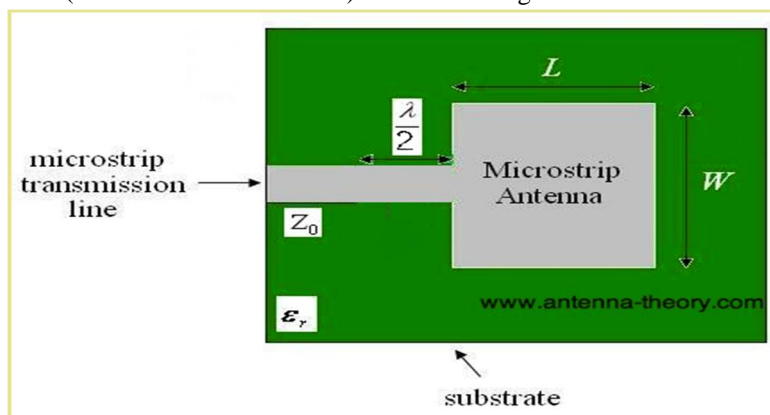 L
λ/2
microstrip
transmission
line
Microstrip
Antenna
W
Z₀
www.antenna-theory.com
εᵣ
substrate